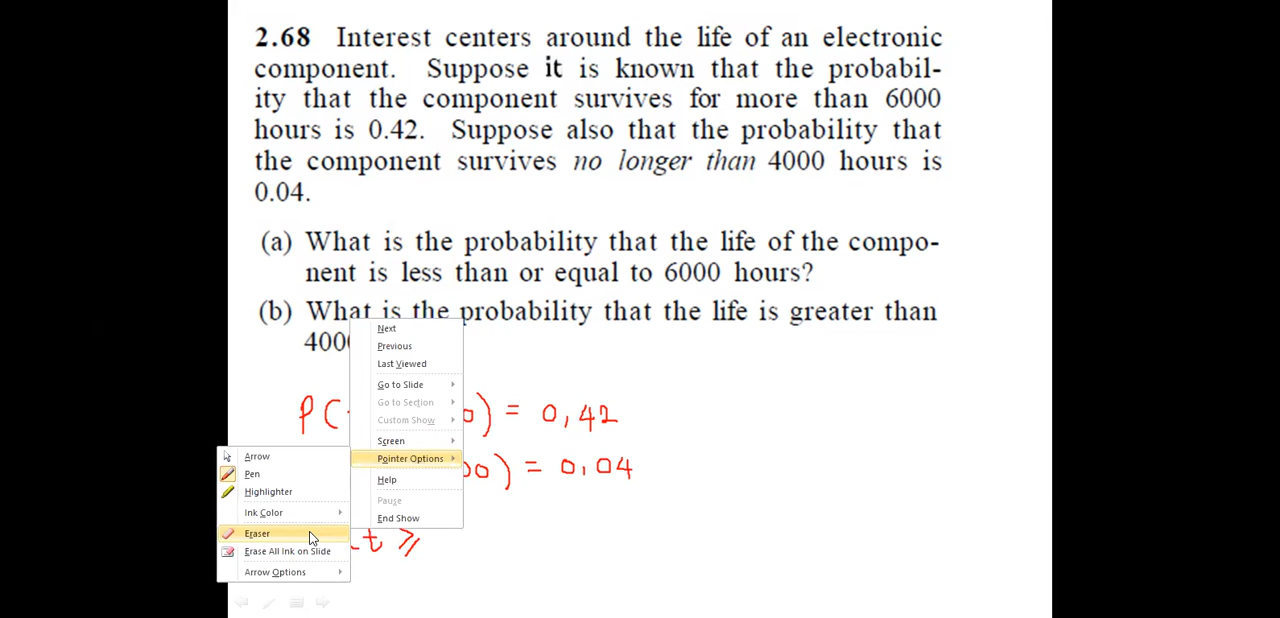 2.68 Interest centers around the life of an electronic
component. Suppose it is known that the probabil-
ity that the component survives for more than 6000
hours is 0.42. Suppose also that the probability that
the component survives no longer than 4000 hours is
0.04.
(a) What is the probability that the life of the compo-
nent is less than or equal to 6000 hours?
(b) What is the probability that the life is greater than
400
Next
Previous
Last Viewed
Go to Slide
Go to Section
Custom Show
Screen
Pointer Options
Help
Pause
End Show
Arrow
Pen
Highlighter
Ink Color
Eraser
Erase All Ink on Slide
Arrow Options
P( 0) = 0,42
00) = 0,04
t ⩾